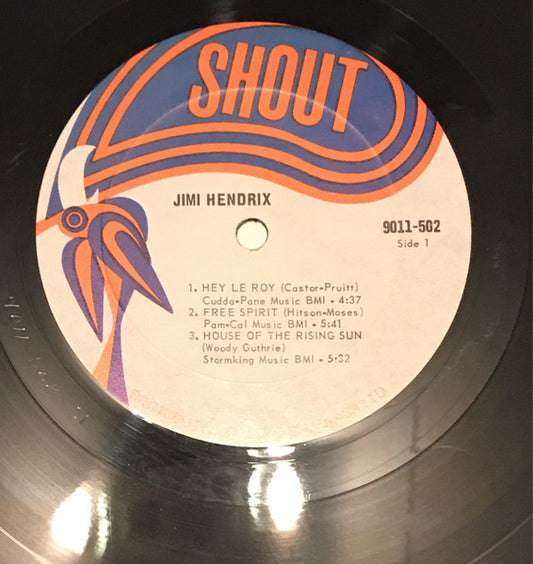 SHOUT
JIMI HENDRIX
9011-502
Side 1
1. HEY LE ROY (Castor-Pruitt)
Cudda-Pane Music BMI - 4:37
2. FREE SPIRIT (Hitson-Moses)
Pam-Cal Music BMI - 5:41
3. HOUSE OF THE RISING SUN
(Woody Guthrie)
Stormking Music BMI - 5:32
LTD